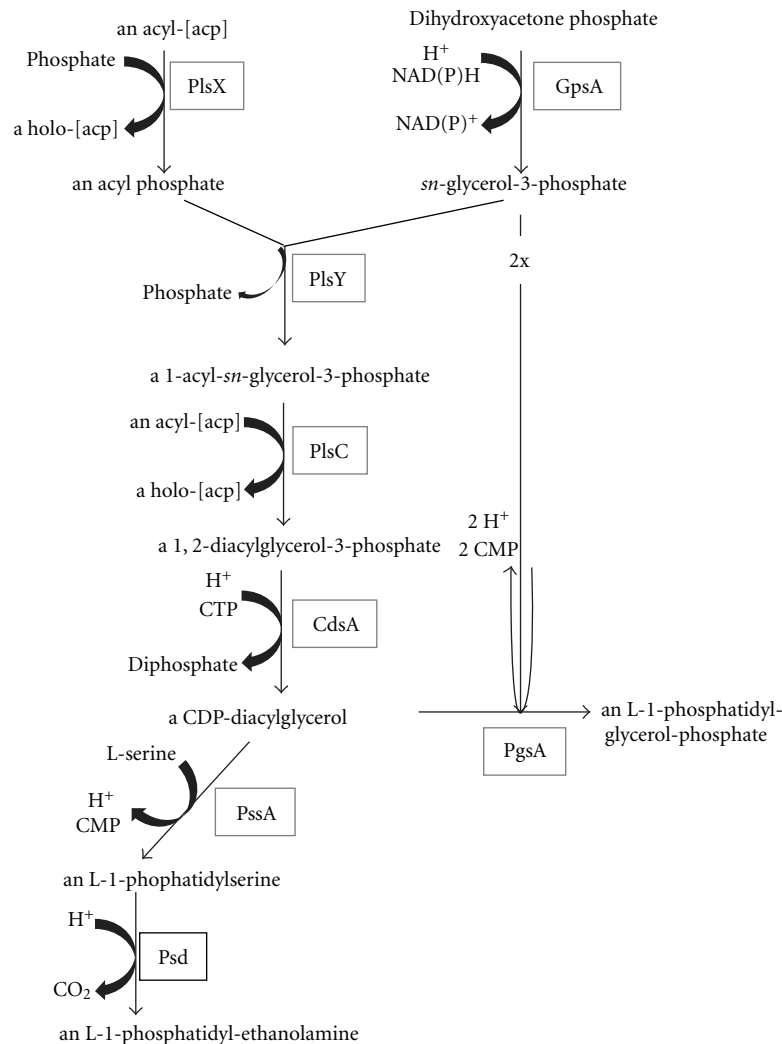 an acyl-[acp]
Phosphate
PlsX
a holo-[acp]
an acyl phosphate
Dihydroxyacetone phosphate
H⁺
NAD(P)H
GpsA
NAD(P)⁺
sn-glycerol-3-phosphate
2x
PlsY
Phosphate
a 1-acyl-sn-glycerol-3-phosphate
an acyl-[acp]
PlsC
a holo-[acp]
a 1, 2-diacylglycerol-3-phosphate
2 H⁺
2 CMP
H⁺
CTP
CdsA
Diphosphate
a CDP-diacylglycerol
an L-1-phosphatidyl-
glycerol-phosphate
PgsA
L-serine
H⁺
CMP
PssA
an L-1-phophatidylserine
H⁺
Psd
CO₂
an L-1-phosphatidyl-ethanolamine